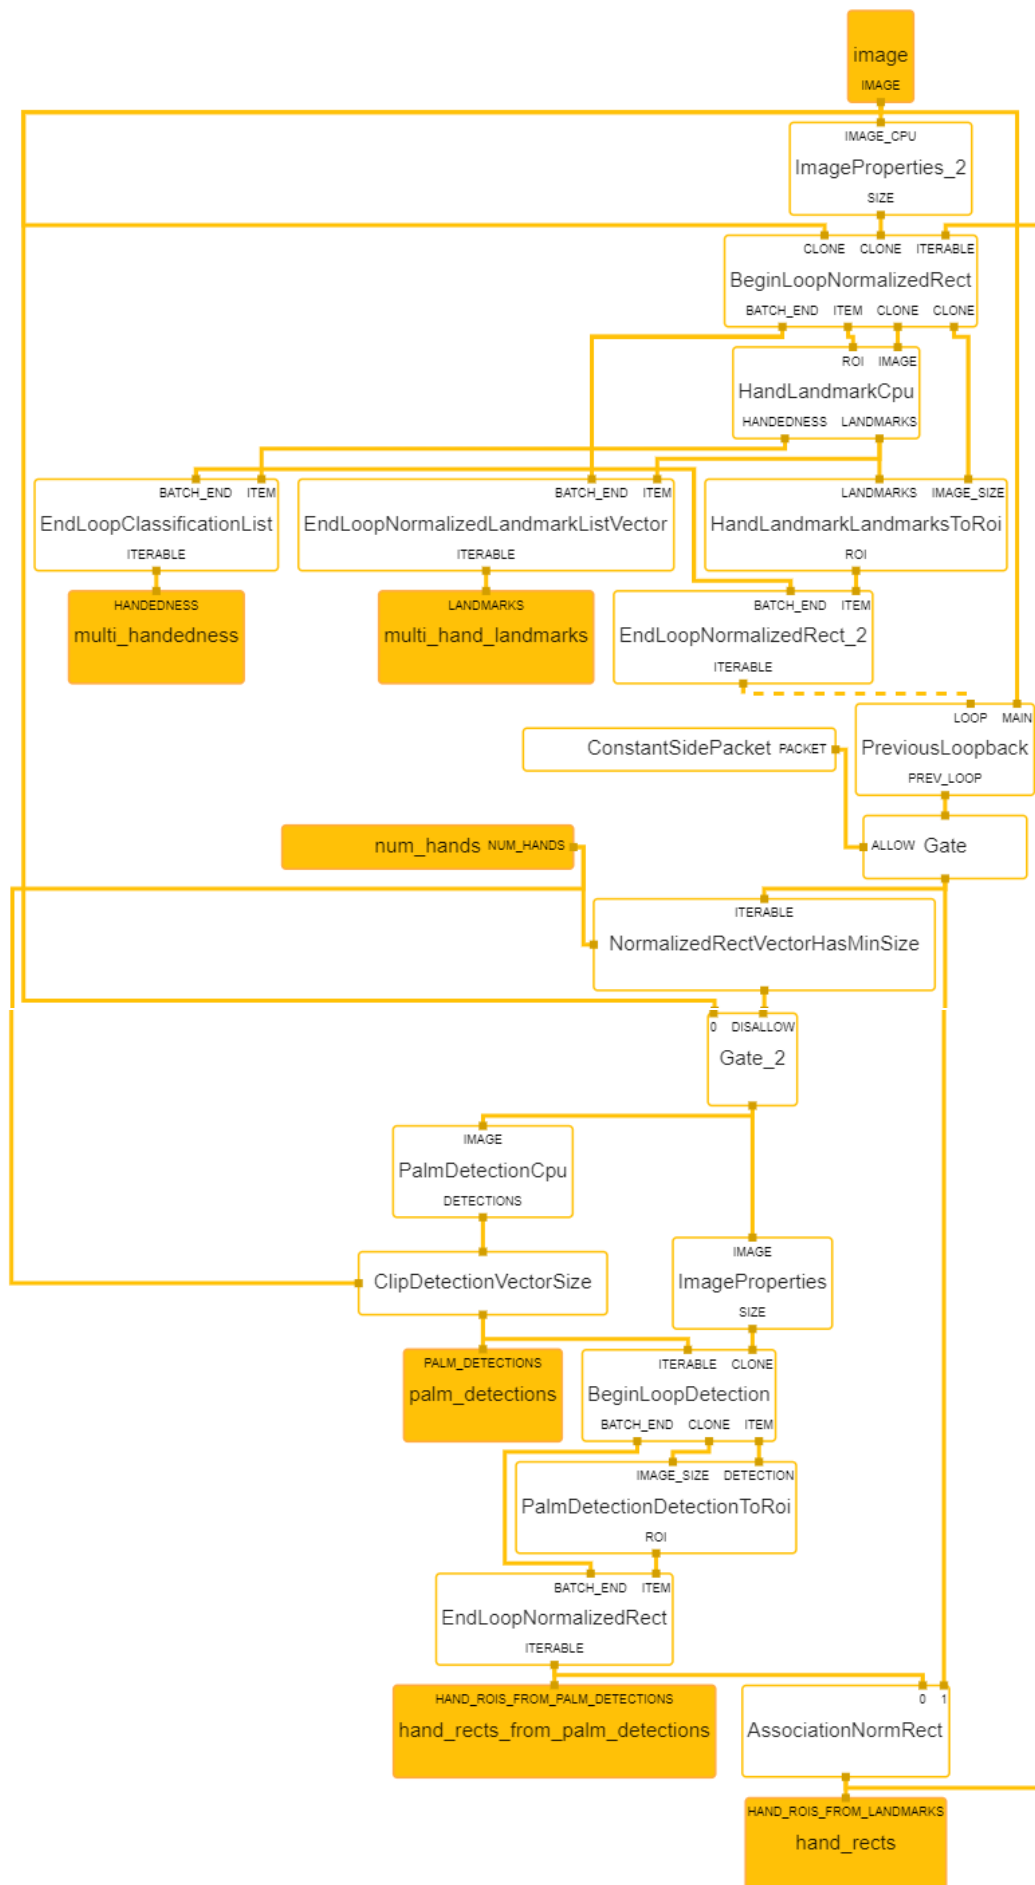 image
IMAGE
IMAGE_CPU
ImageProperties_2
SIZE
CLONE CLONE ITERABLE
BeginLoopNormalizedRect
BATCH_END ITEM CLONE CLONE
ROI IMAGE
HandLandmarkCpu
HANDEDNESS LANDMARKS
BATCH_END ITEM
EndLoopClassificationList
ITERABLE
BATCH_END ITEM
EndLoopNormalizedLandmarkListVector
ITERABLE
LANDMARKS IMAGE_SIZE
HandLandmarkLandmarksToRoi
ROI
HANDEDNESS
multi_handedness
LANDMARKS
multi_hand_landmarks
BATCH_END ITEM
EndLoopNormalizedRect_2
ITERABLE
LOOP MAIN
PreviousLoopback
PREV_LOOP
ConstantSidePacket PACKET
ALLOW Gate
num_hands NUM_HANDS
ITERABLE
NormalizedRectVectorHasMinSize
0 DISALLOW
Gate_2
IMAGE
PalmDetectionCpu
DETECTIONS
IMAGE
ImageProperties
SIZE
ClipDetectionVectorSize
PALM_DETECTIONS
palm_detections
ITERABLE CLONE
BeginLoopDetection
BATCH_END CLONE ITEM
IMAGE_SIZE DETECTION
PalmDetectionDetectionToRoi
ROI
BATCH_END ITEM
EndLoopNormalizedRect
ITERABLE
HAND_ROIS_FROM_PALM_DETECTIONS
hand_rects_from_palm_detections
0 1
AssociationNormRect
HAND_ROIS_FROM_LANDMARKS
hand_rects